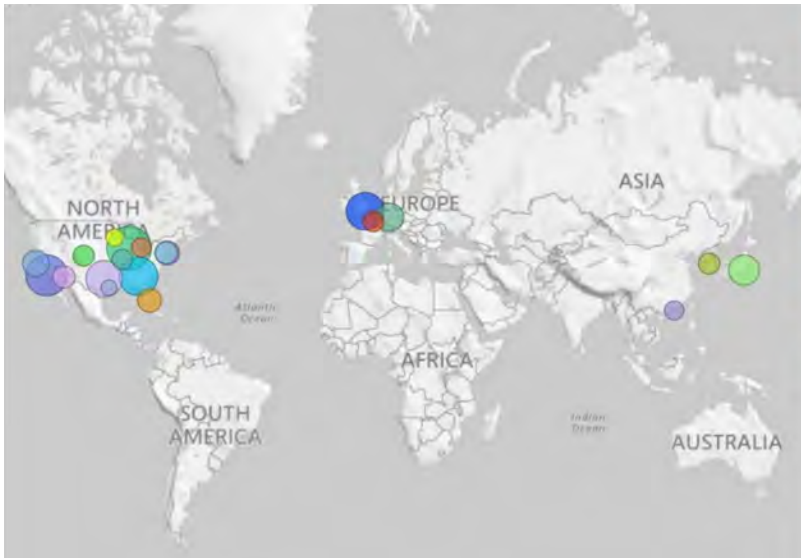 ASIA
EUROPE
NORTH
AMERICA
Atlantic
Ocean
AFRICA
SOUTH
AMERICA
Indian
Ocean
AUSTRALIA